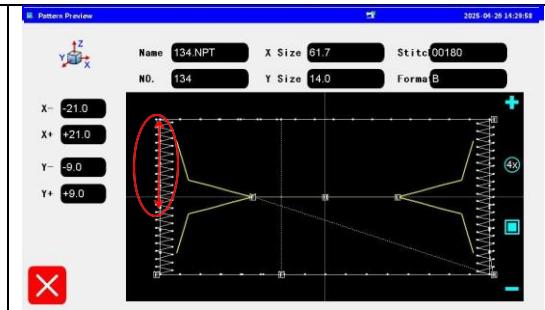 Pattern Preview 2025-04-26 14:29:58
Z
Y X
Name 134.NPT X Size 61.7 Stitc 00180
NO. 134 Y Size 14.0 Forma B
X- -21.0
X+ +21.0
4X
Y- -9.0
Y+ +9.0